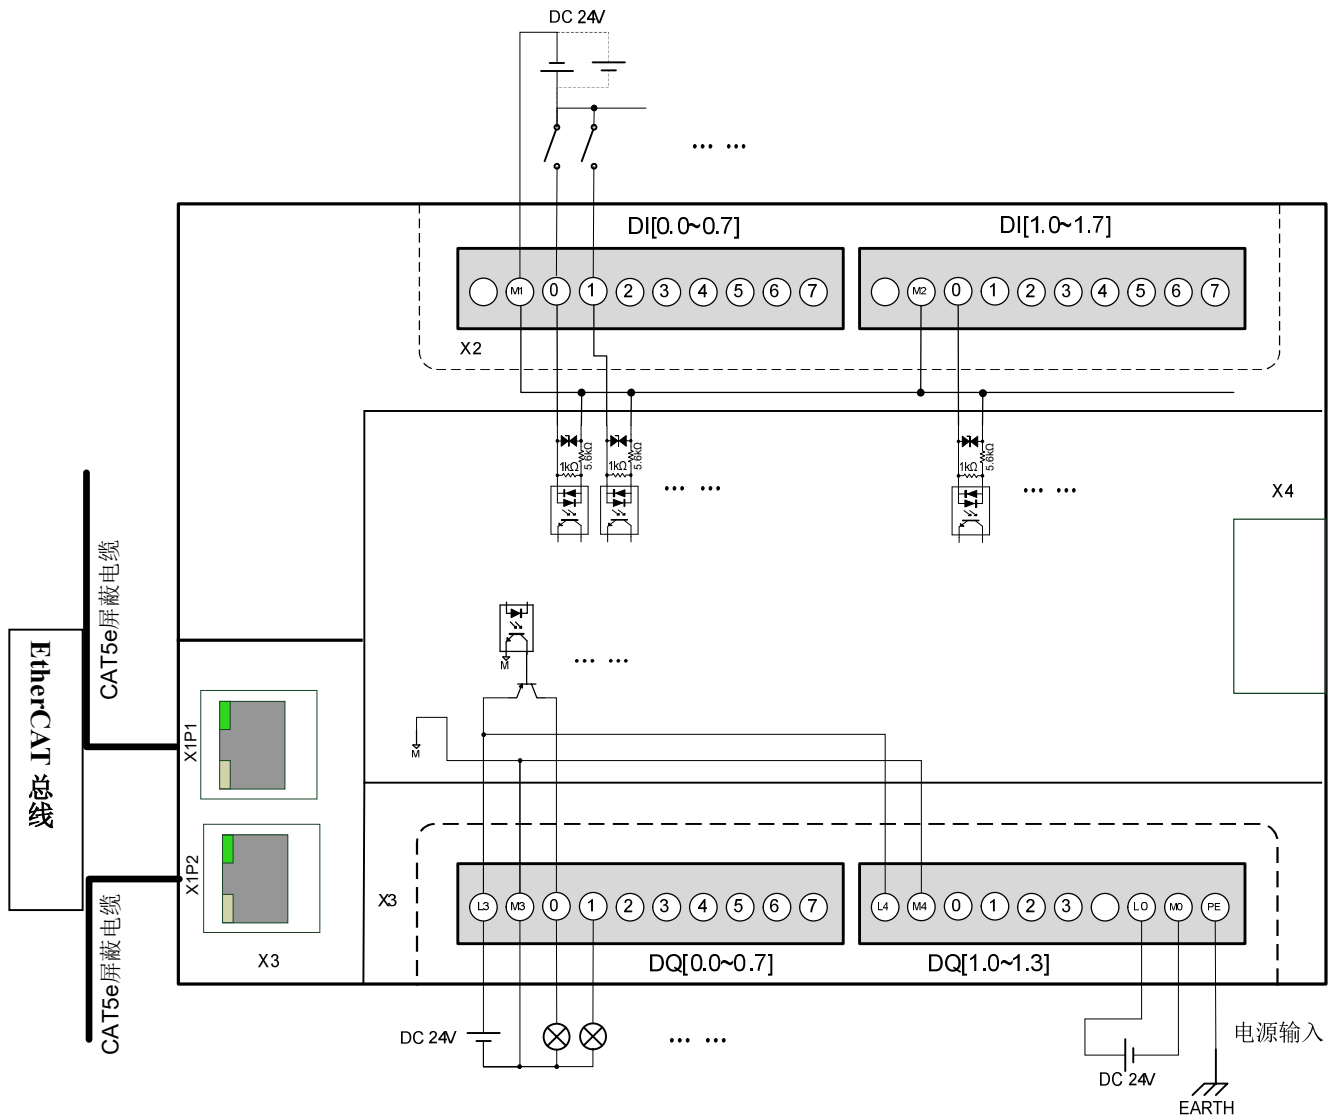 DC 24V
... ...
DI[0.0~0.7]
DI[1.0~1.7]
M1 0 1 2 3 4 5 6 7
M2 0 1 2 3 4 5 6 7
X2
1kΩ
5.6kΩ
1kΩ
5.6kΩ
... ...
1kΩ
5.6kΩ
... ...
X4
CAT5e屏蔽电缆
EtherCAT 总线
M
... ...
M
X1P1
X1P2
CAT5e屏蔽电缆
X3
X3
L3 M3 0 1 2 3 4 5 6 7
L4 M4 0 1 2 3 L0 M0 PE
DQ[0.0~0.7]
DQ[1.0~1.3]
DC 24V
... ...
电源输入
DC 24V
EARTH